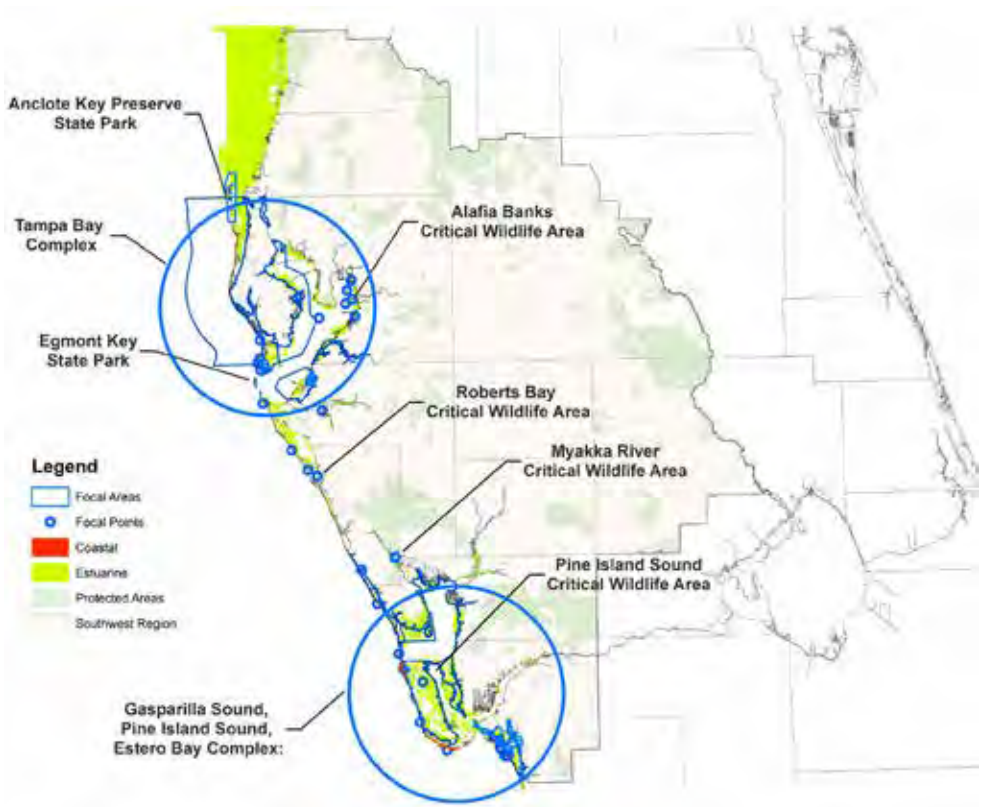 Anclote Key Preserve
State Park
Tampa Bay
Complex
Alafia Banks
Critical Wildlife Area
Egmont Key
State Park
Roberts Bay
Critical Wildlife Area
Myakka River
Critical Wildlife Area
Pine Island Sound
Critical Wildlife Area
Legend
Focal Areas
Focal Points
Coastal
Estuarine
Protected Areas
Southwest Region
Gasparilla Sound,
Pine Island Sound,
Estero Bay Complex: